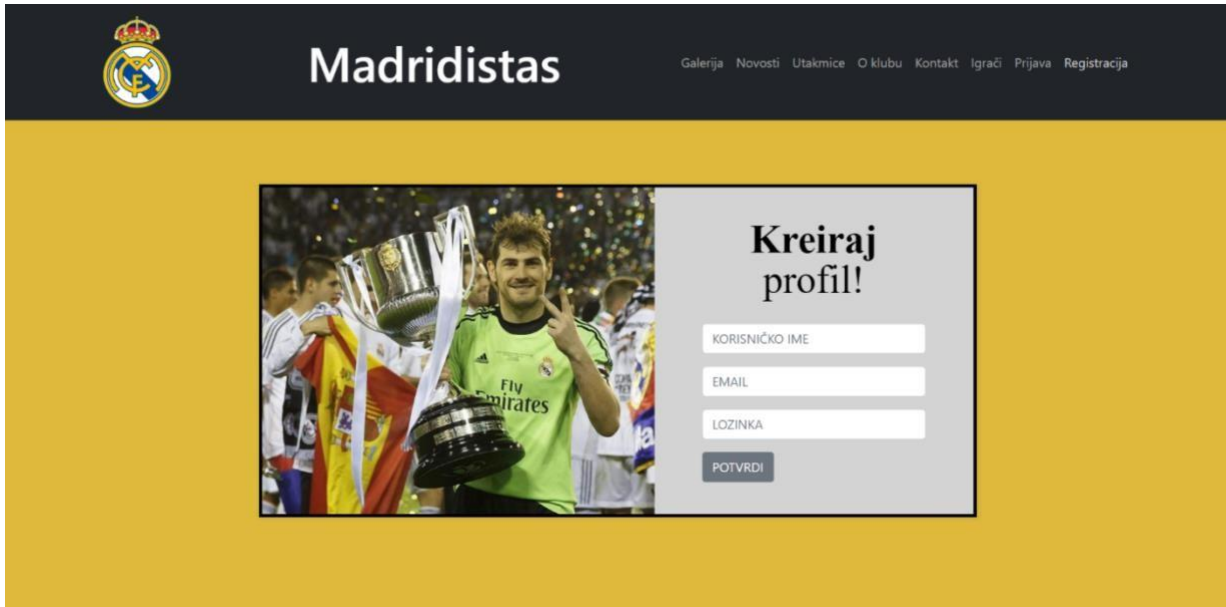 Madridistas
Galerija Novosti Utakmice O klubu Kontakt Igrači Prijava Registracija
Kreiraj
profil!
KORISNIČKO IME
EMAIL
LOZINKA
POTVRDI
Fly
Emirates